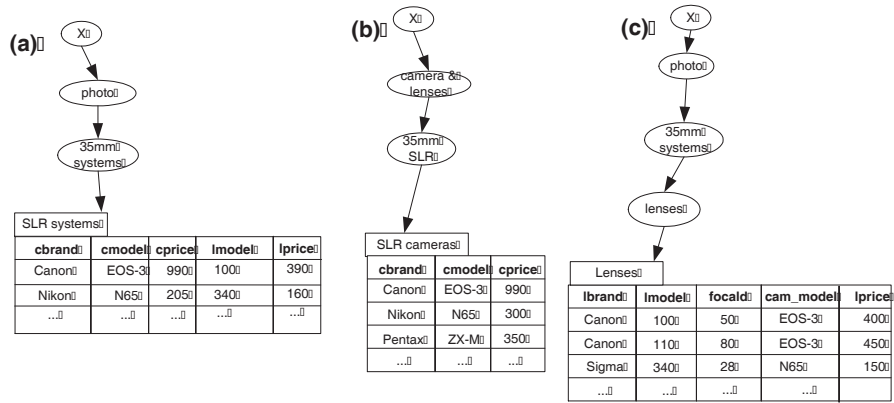 (a)
X
photo
35mm
systems
SLR systems
cbrand cmodel cprice lmodel lprice
Canon EOS-3 990 100 390
Nikon N65 205 340 160
... ... ... ... ...
(b)
X
camera &
lenses
35mm
SLR
SLR cameras
cbrand cmodel cprice
Canon EOS-3 990
Nikon N65 300
Pentax ZX-M 350
... ... ...
(c)
X
photo
35mm
systems
lenses
Lenses
lbrand lmodel focald cam_model lprice
Canon 100 50 EOS-3 400
Canon 110 80 EOS-3 450
Sigma 340 28 N65 150
... ... ... ...